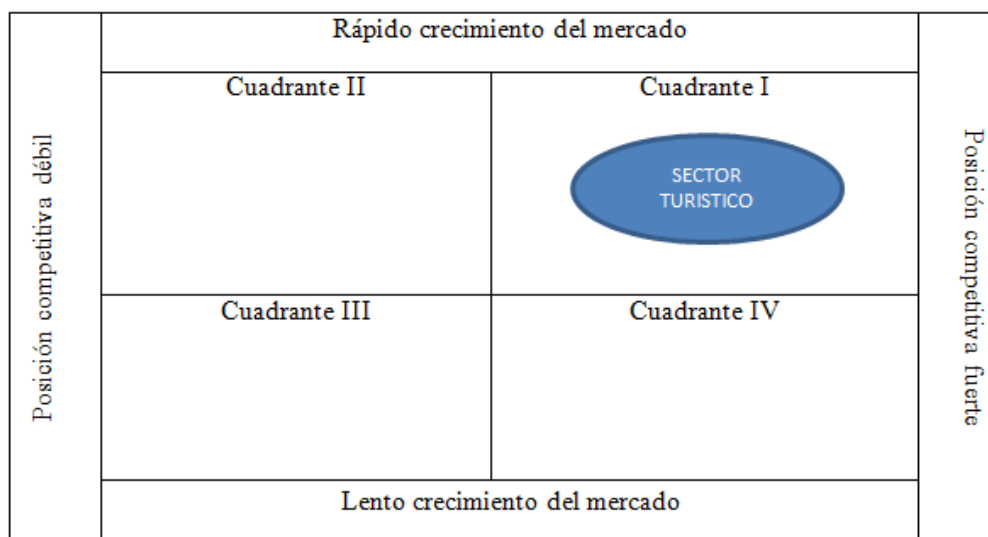 Rápido crecimiento del mercado
Posición competitiva débil
Cuadrante II
Cuadrante I
SECTOR
TURISTICO
Posición competitiva fuerte
Cuadrante III
Cuadrante IV
Lento crecimiento del mercado